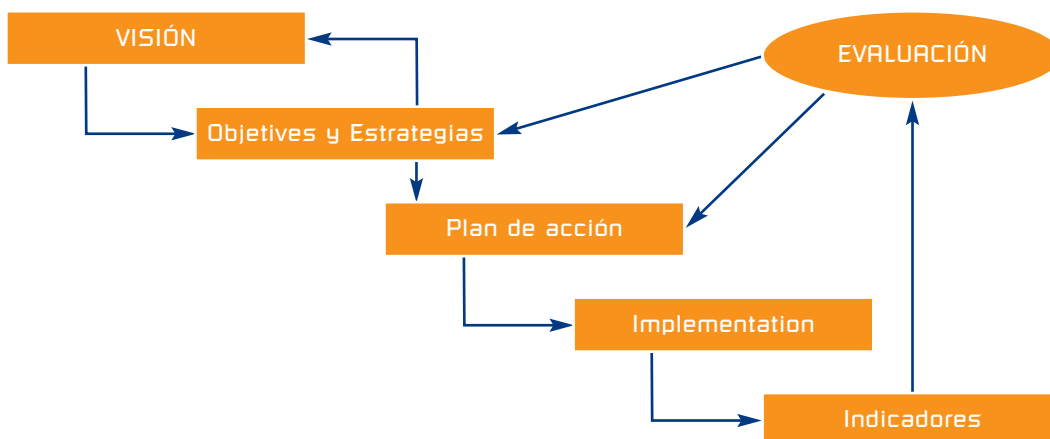 VISIÓN
EVALUACIÓN
Objetives y Estrategias
Plan de acción
Implementation
Indicadores